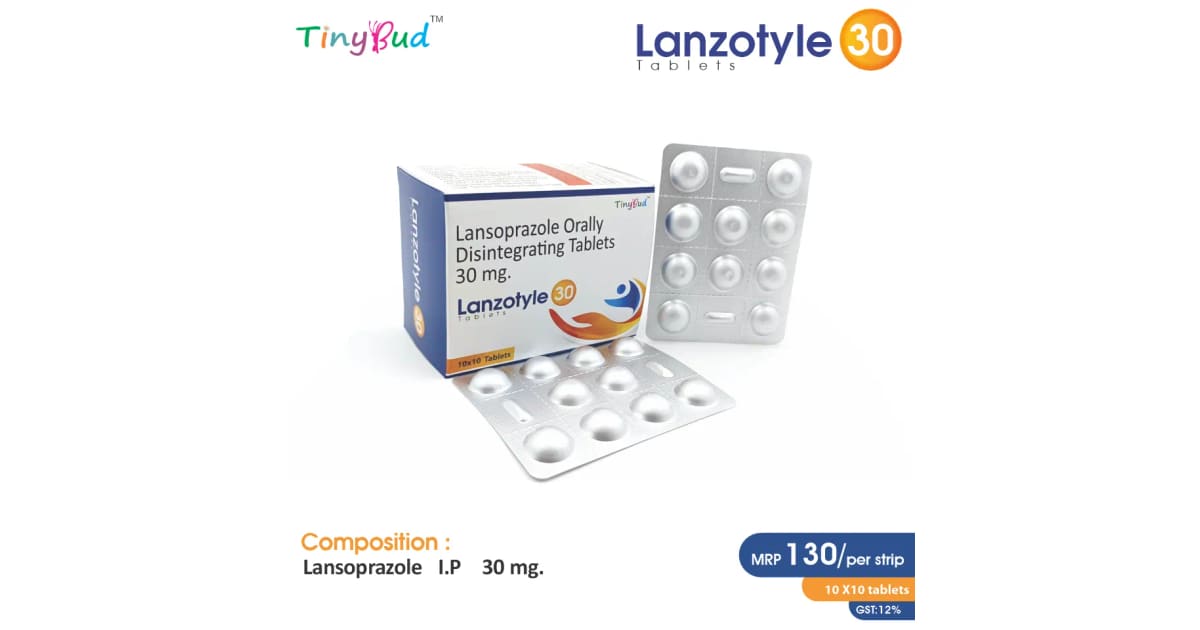 TinyBud™
Lanzotyle 30
Tablets
Lanzotyle 30
TinyBud
Lansoprazole Orally
Disintegrating Tablets
30 mg.
Lanzotyle 30
Tablets
10x10 Tablets
Composition :
Lansoprazole I.P 30 mg.
MRP 130/per strip
10 X10 tablets
GST:12%